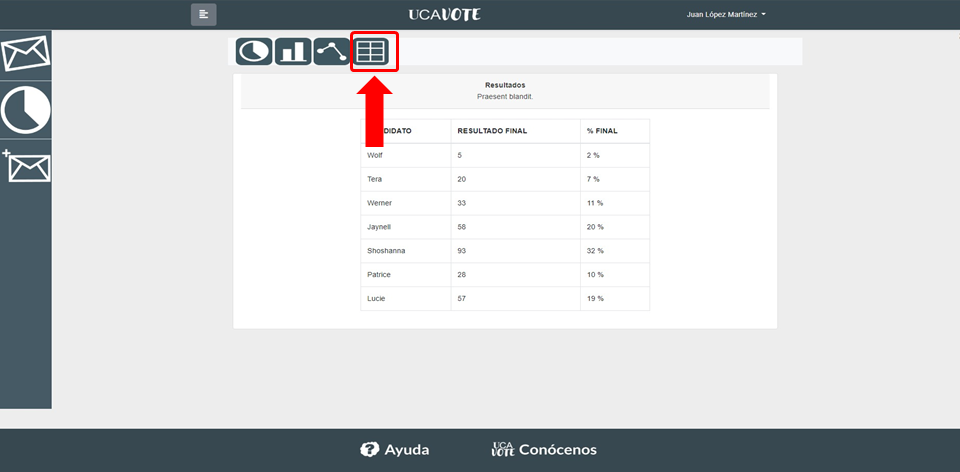 UCAVOTE
Juan López Martínez
Resultados
Praesent blandit.
DIDATO RESULTADO FINAL % FINAL
Wolf 5 2 %
Tera 20 7 %
Werner 33 11 %
Jaynell 58 20 %
Shoshanna 93 32 %
Patrice 28 10 %
Lucie 57 19 %
Ayuda
UCA VOTE Conócenos